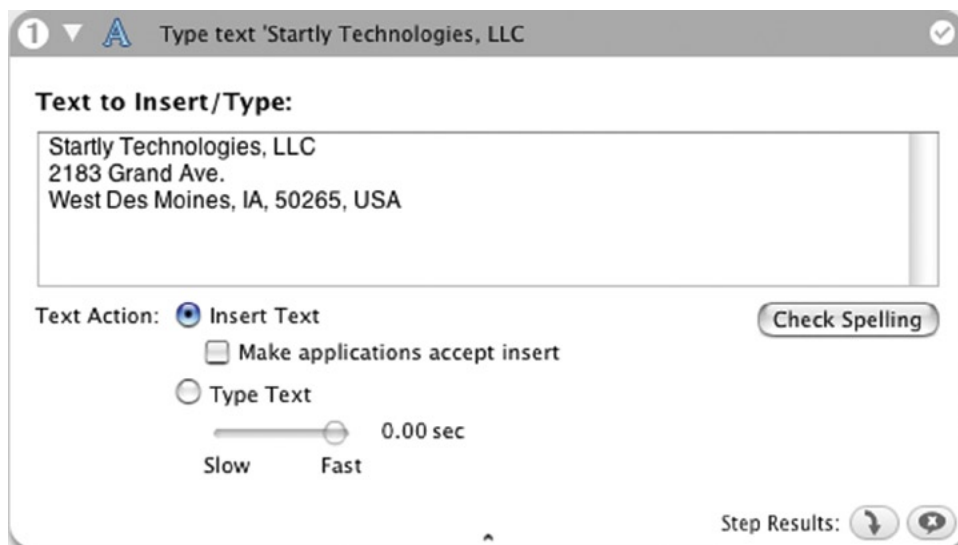 1 Type text 'Startly Technologies, LLC
Text to Insert/Type:
Startly Technologies, LLC
2183 Grand Ave.
West Des Moines, IA, 50265, USA
Text Action: Insert Text Check Spelling
Make applications accept insert
Type Text
0.00 sec
Slow Fast
Step Results: